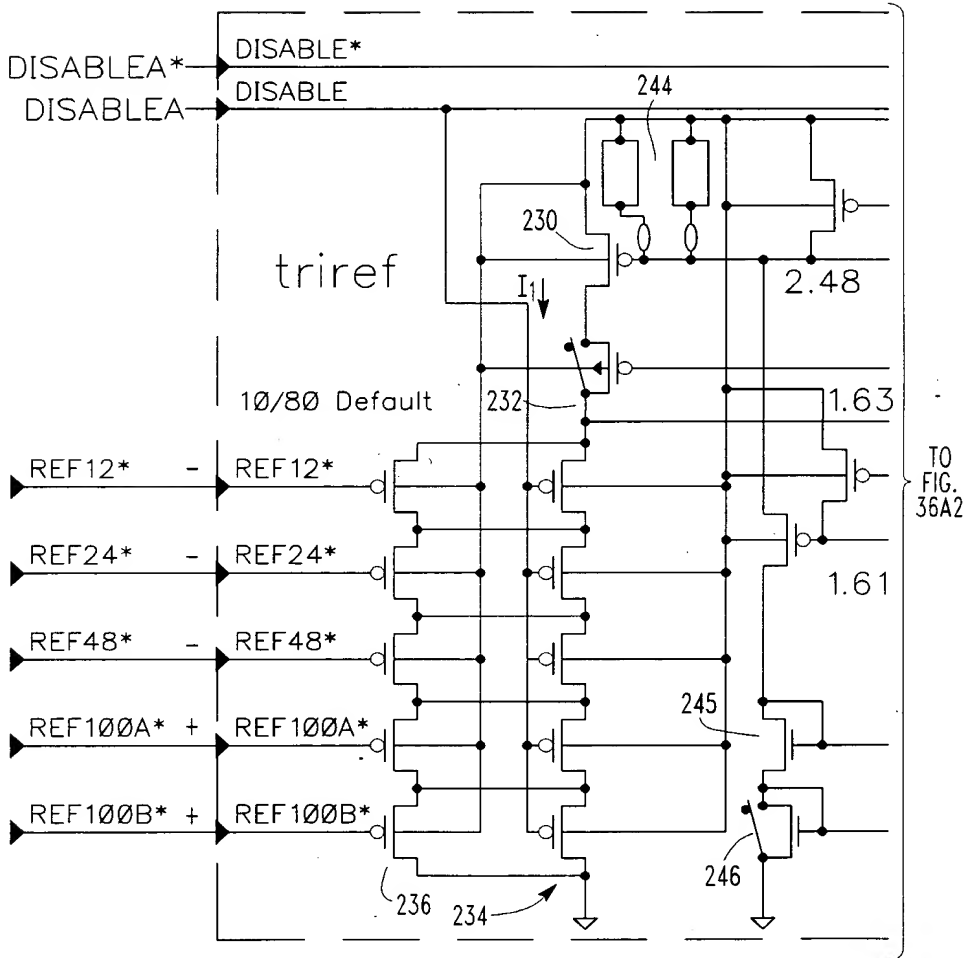 DISABLEA* DISABLE*
DISABLEA DISABLE
244
230
triref
I1
2.48
10/80 Default
232
1.63
REF12* - REF12*
TO
FIG.
36A2
REF24* - REF24*
1.61
REF48* - REF48*
245
REF100A* + REF100A*
REF100B* + REF100B*
236
234
246